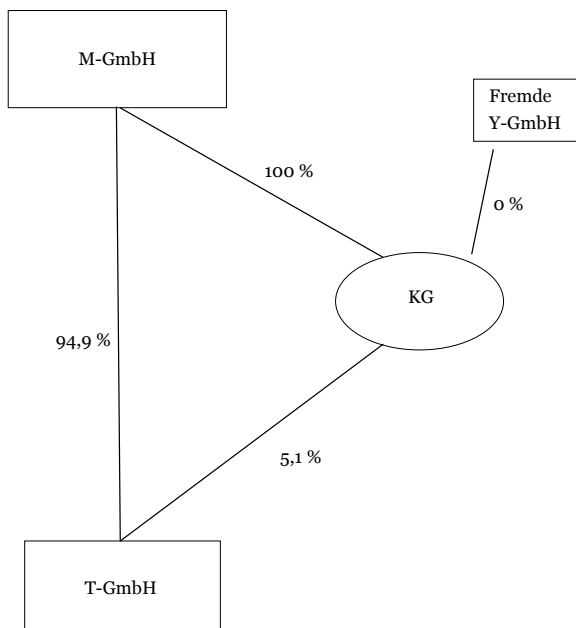 M-GmbH
Fremde
Y-GmbH
100 %
0 %
KG
94,9 %
5,1 %
T-GmbH